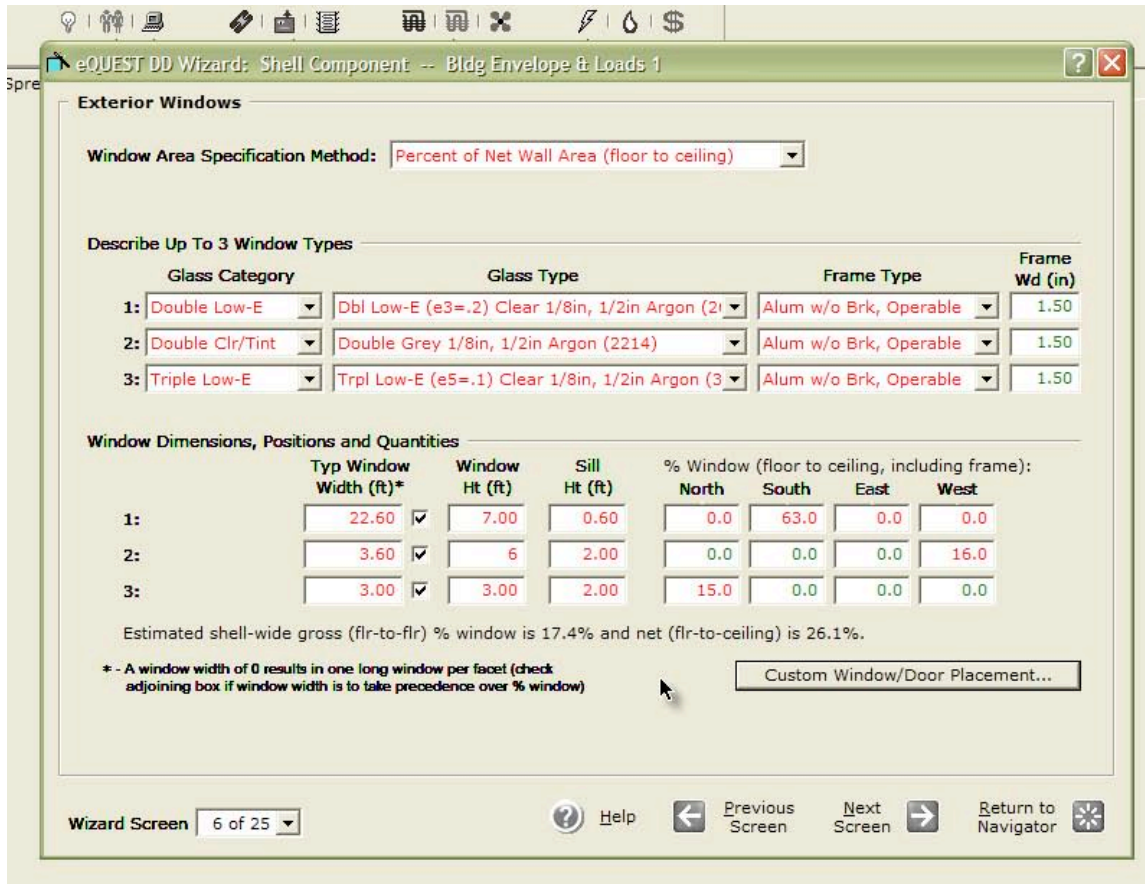 eQUEST DD Wizard: Shell Component -- Bldg Envelope & Loads 1
Spre
Exterior Windows
Window Area Specification Method: Percent of Net Wall Area (floor to ceiling)
Describe Up To 3 Window Types
Glass Category Glass Type Frame Type Frame Wd (in)
1: Double Low-E Dbl Low-E (e3=.2) Clear 1/8in, 1/2in Argon (2 Alum w/o Brk, Operable 1.50
2: Double Clr/Tint Double Grey 1/8in, 1/2in Argon (2214) Alum w/o Brk, Operable 1.50
3: Triple Low-E Trpl Low-E (e5=.1) Clear 1/8in, 1/2in Argon (3 Alum w/o Brk, Operable 1.50
Window Dimensions, Positions and Quantities
Typ Window Window Sill % Window (floor to ceiling, including frame):
Width (ft)* Ht (ft) Ht (ft) North South East West
1: 22.60 7.00 0.60 0.0 63.0 0.0 0.0
2: 3.60 6 2.00 0.0 0.0 0.0 16.0
3: 3.00 3.00 2.00 15.0 0.0 0.0 0.0
Estimated shell-wide gross (flr-to-flr) % window is 17.4% and net (flr-to-ceiling) is 26.1%.
* - A window width of 0 results in one long window per facet (check
adjoining box if window width is to take precedence over % window)
Custom Window/Door Placement...
Wizard Screen 6 of 25 Help Previous Screen Next Screen Return to Navigator